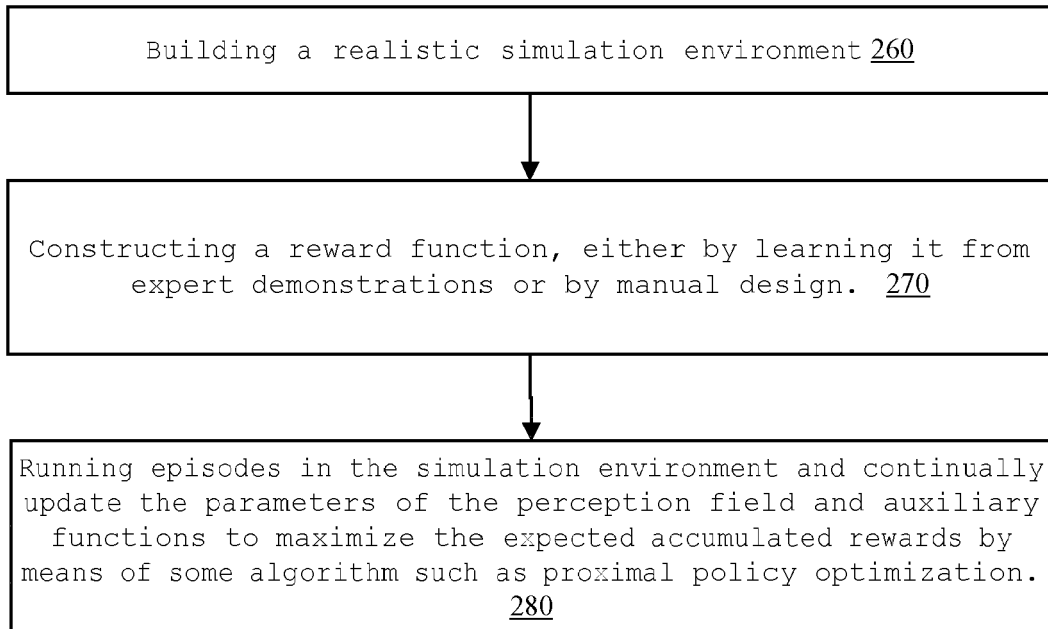 Building a realistic simulation environment 260
Constructing a reward function, either by learning it from
expert demonstrations or by manual design. 270
Running episodes in the simulation environment and continually
update the parameters of the perception field and auxiliary
functions to maximize the expected accumulated rewards by
means of some algorithm such as proximal policy optimization.
280